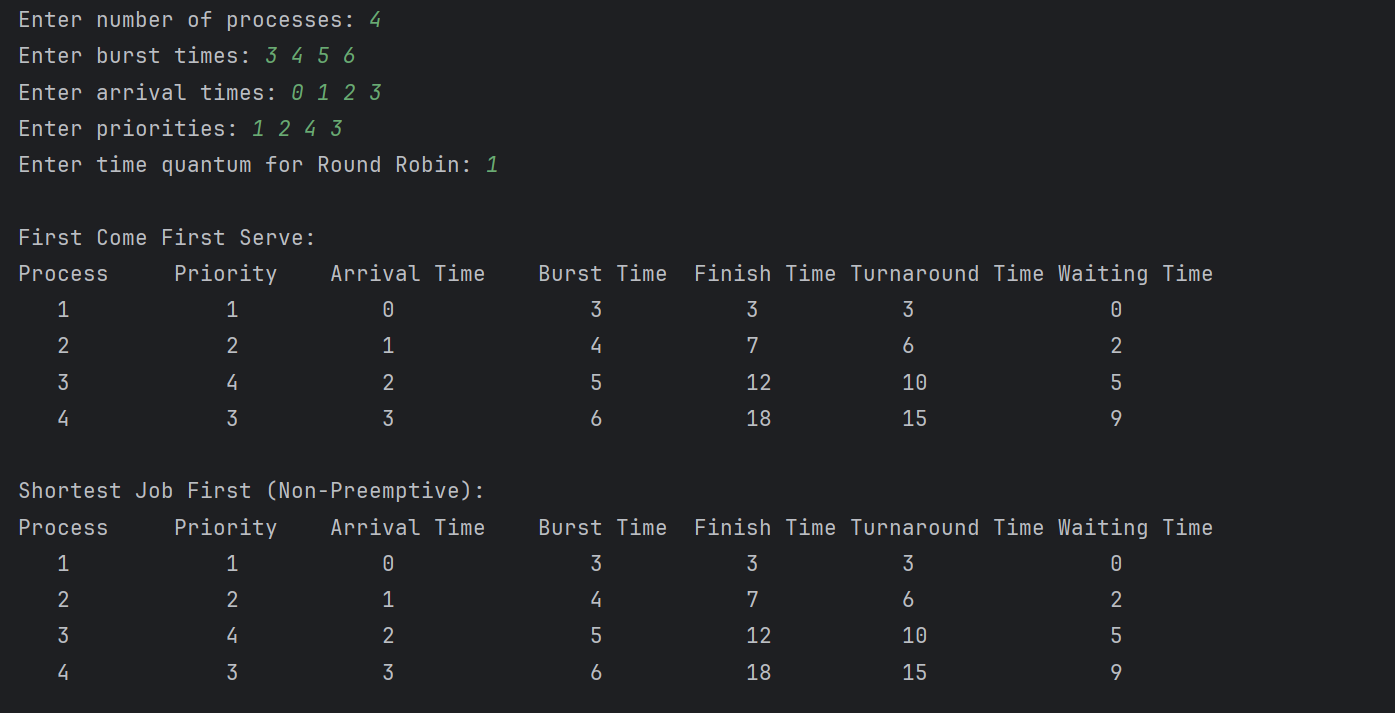 Enter number of processes: 4
Enter burst times: 3 4 5 6
Enter arrival times: 0 1 2 3
Enter priorities: 1 2 4 3
Enter time quantum for Round Robin: 1
First Come First Serve:
Process Priority Arrival Time Burst Time Finish Time Turnaround Time Waiting Time
1 1 0 3 3 3 0
2 2 1 4 7 6 2
3 4 2 5 12 10 5
4 3 3 6 18 15 9
Shortest Job First (Non-Preemptive):
Process Priority Arrival Time Burst Time Finish Time Turnaround Time Waiting Time
1 1 0 3 3 3 0
2 2 1 4 7 6 2
3 4 2 5 12 10 5
4 3 3 6 18 15 9